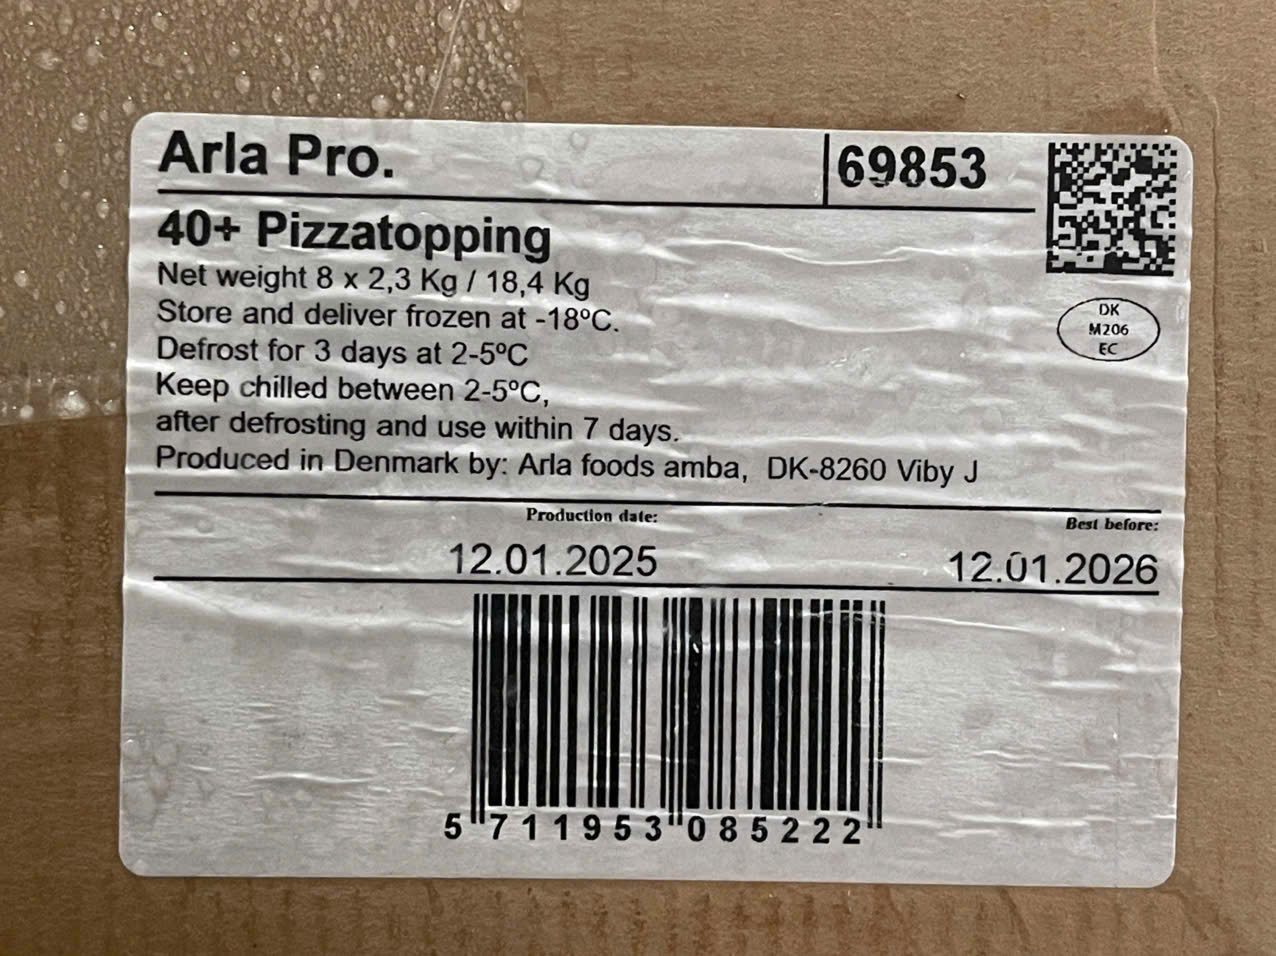 Arla Pro.
69853
40+ Pizzatopping
Net weight 8 x 2,3 Kg / 18,4 Kg
Store and deliver frozen at -18ºC.
Defrost for 3 days at 2-5ºC
Keep chilled between 2-5ºC,
after defrosting and use within 7 days.
Produced in Denmark by: Arla foods amba, DK-8260 Viby J
DK
M206
EC
Production date:
Best before:
12.01.2025
12.01.2026
5 711953 085222